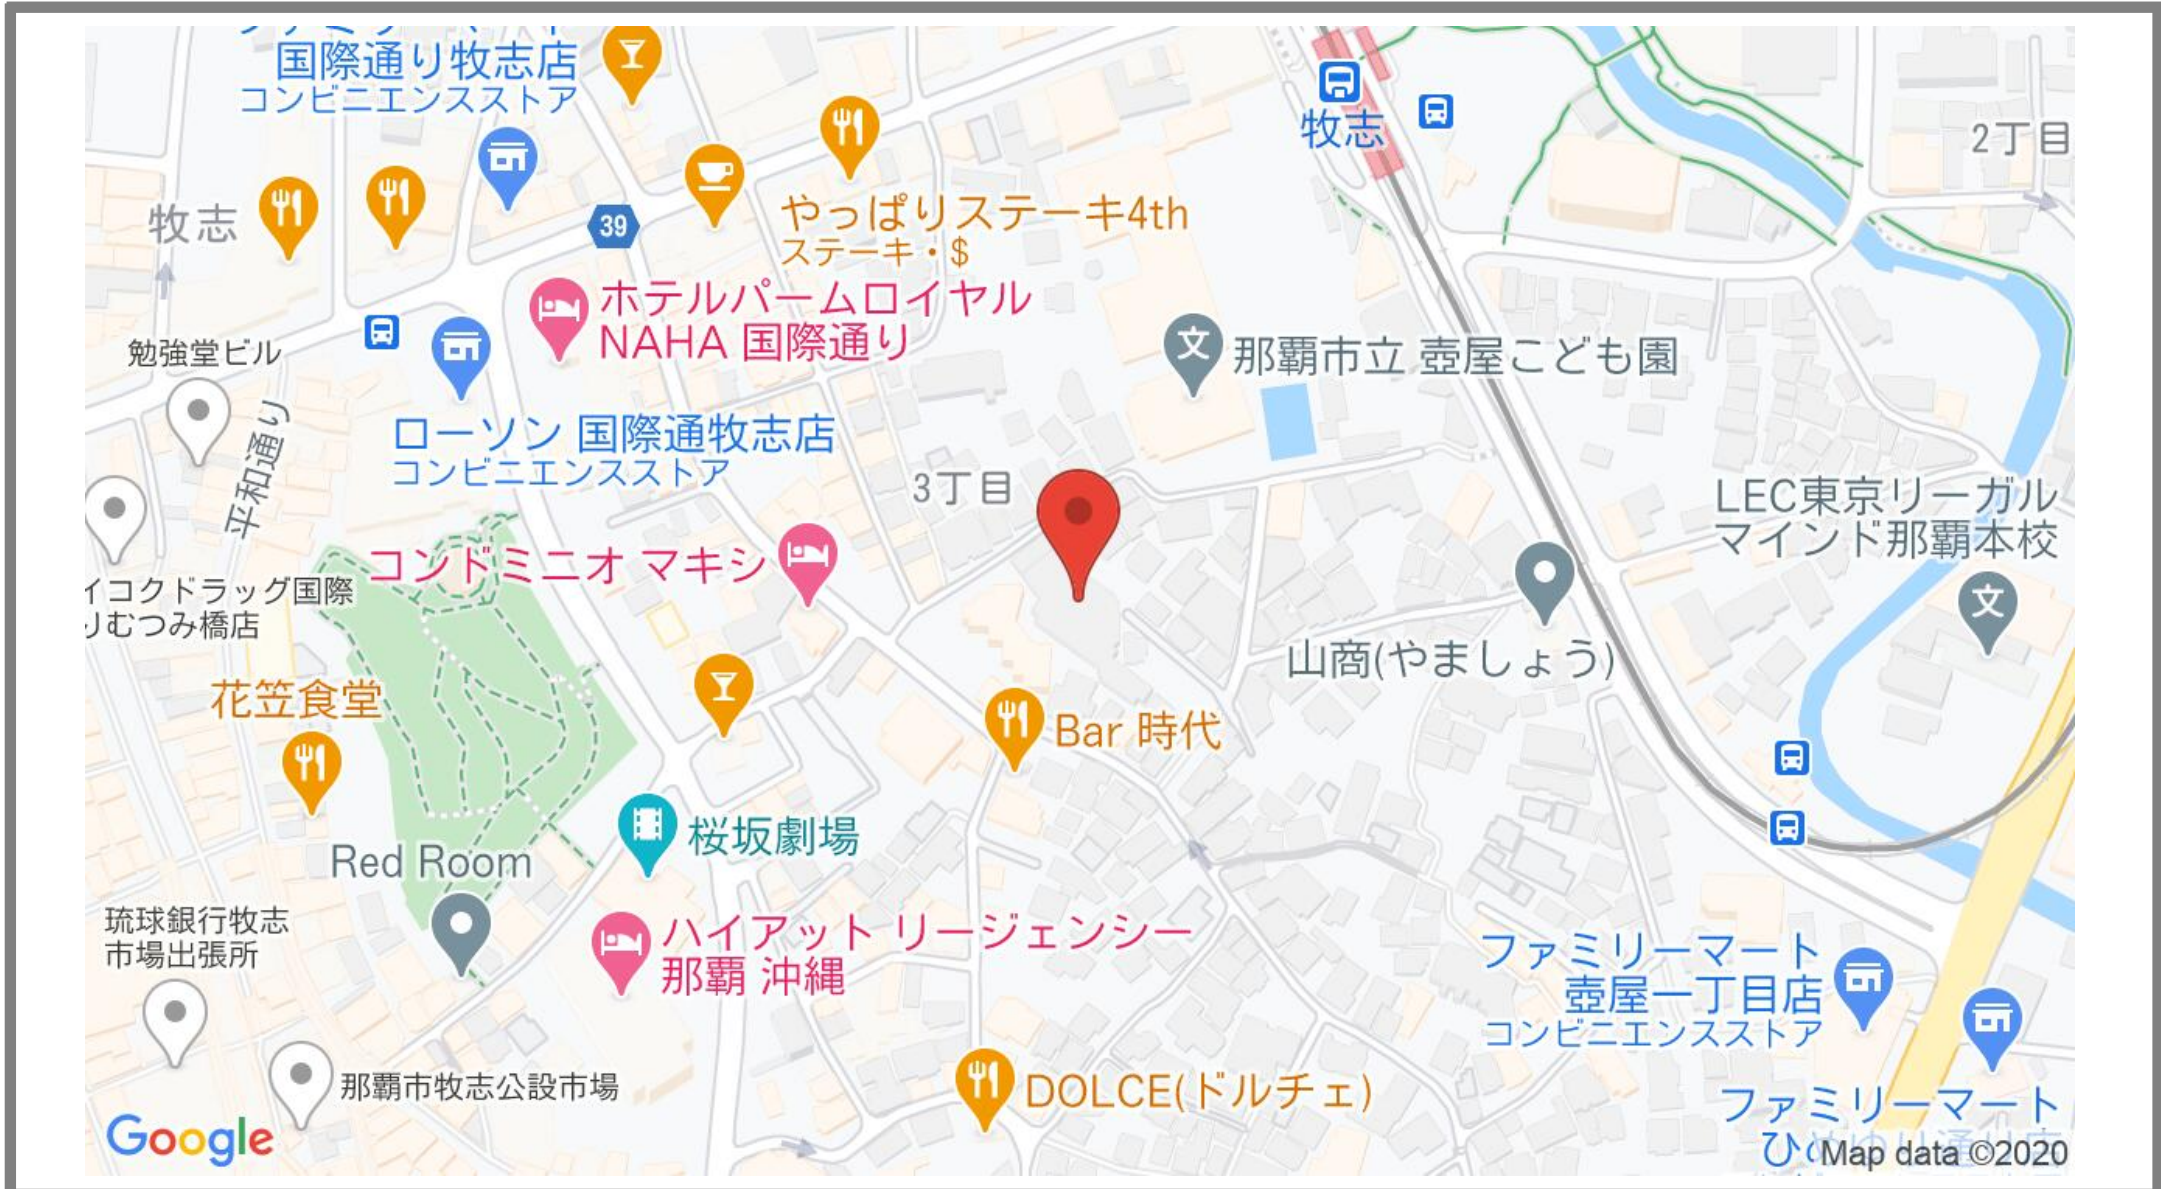 国際通り牧志店
コンビニエンスストア
牧志
2丁目
39
牧志
やっぱりステーキ4th
ステーキ・$
ホテルパームロイヤル
NAHA 国際通り
勉強堂ビル
文
那覇市立 壺屋こども園
平和通り
ローソン 国際通牧志店
コンビニエンスストア
3丁目
LEC東京リーガル
マインド那覇本校
文
コンドミニオ マキシ
イコクドラッグ国際
りむつみ橋店
山商(やましょう)
花笠食堂
Bar 時代
桜坂劇場
Red Room
琉球銀行牧志
市場出張所
ハイアット リージェンシー
那覇 沖縄
ファミリーマート
壺屋一丁目店
コンビニエンスストア
那覇市牧志公設市場
DOLCE(ドルチェ)
ファミリーマート
Google
Map data ©2020